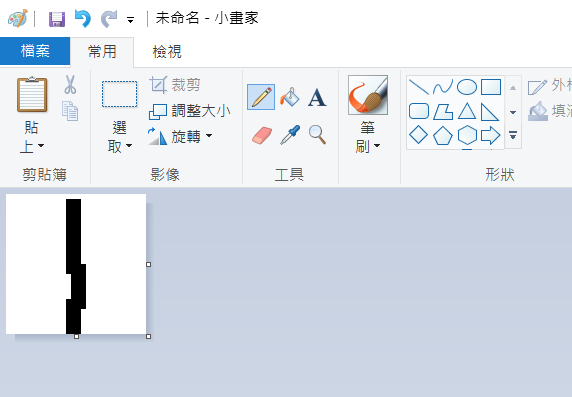 未命名 - 小畫家
檔案 常用 檢視
貼上
剪貼簿
選取
裁剪
調整大小
旋轉
影像
A
工具
筆刷
形狀
外
填